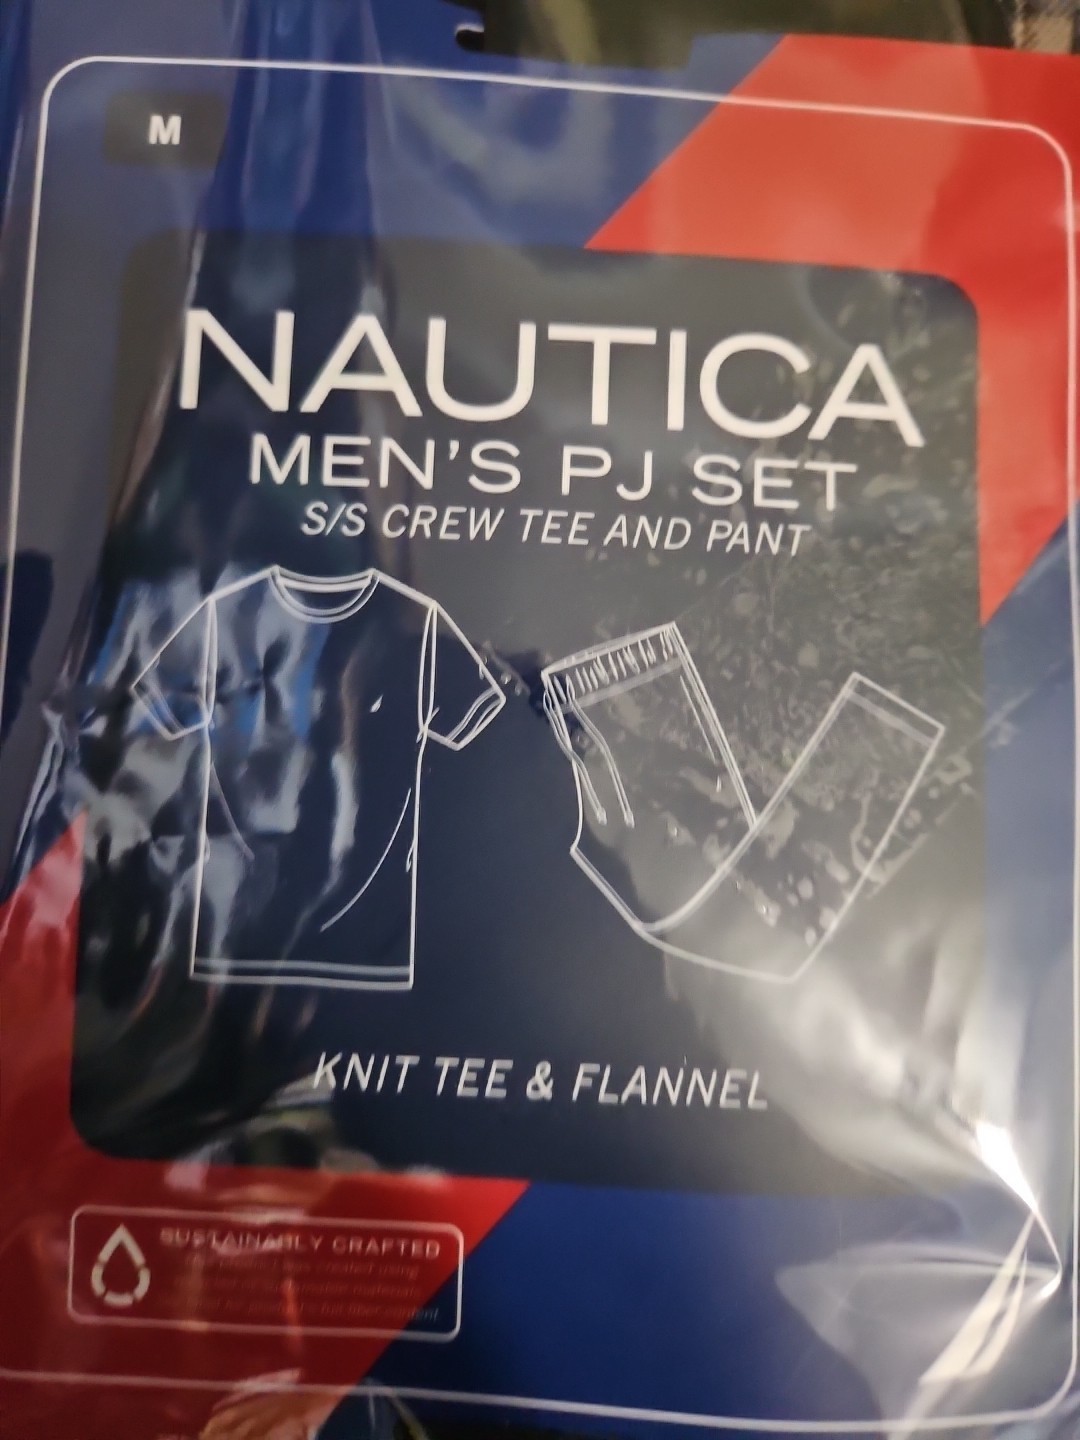 M
NAUTICA
MEN'S PJ SET
S/S CREW TEE AND PANT
KNIT TEE & FLANNEL
SUSTAINABLY CRAFTED